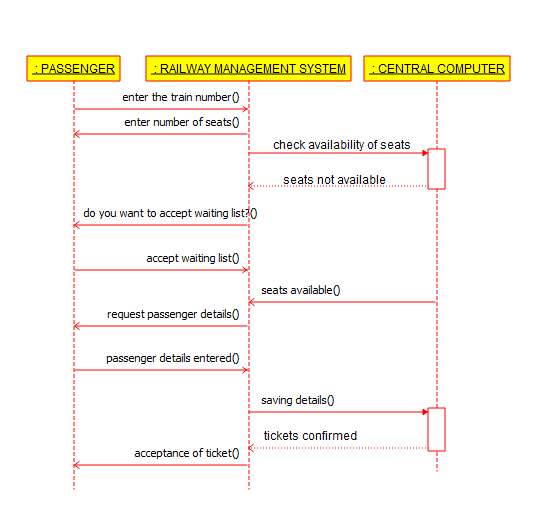 : PASSENGER
: RAILWAY MANAGEMENT SYSTEM
: CENTRAL COMPUTER
enter the train number()
enter number of seats()
check availability of seats
seats not available
do you want to accept waiting list?()
accept waiting list()
seats available()
request passenger details()
passenger details entered()
saving details()
tickets confirmed
acceptance of ticket()